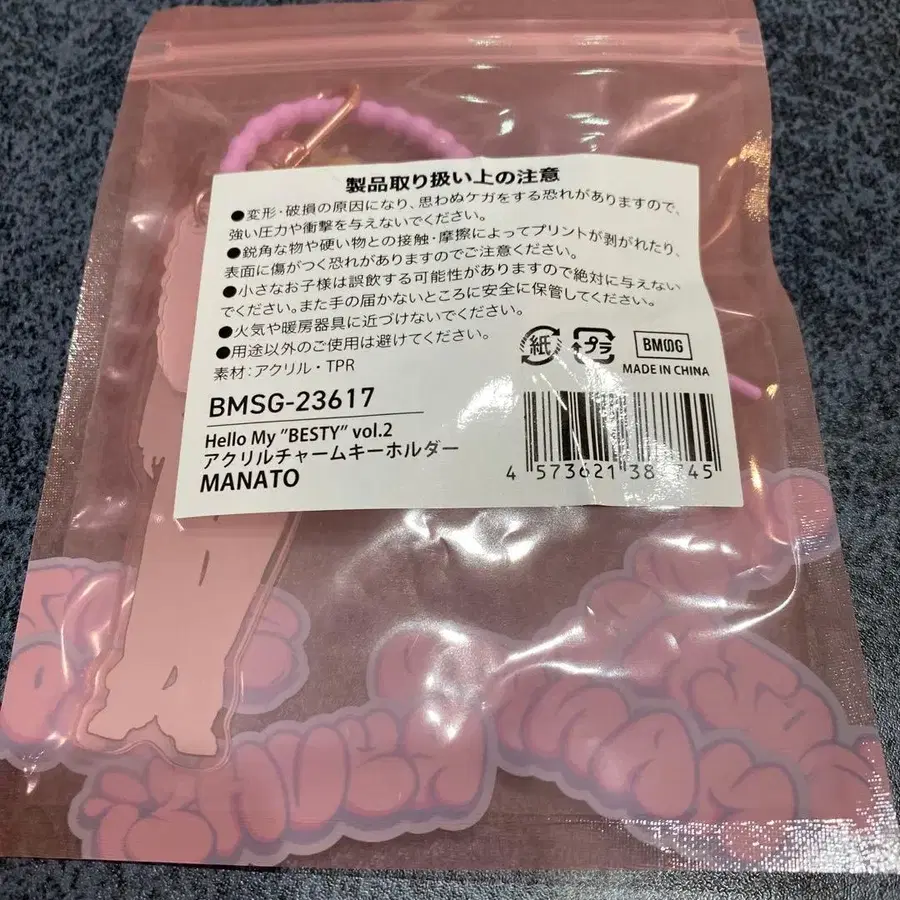 製品取り扱い上の注意
●変形・破損の原因になり、思わぬケガをする恐れがありますので、
強い圧力や衝撃を与えないでください。
●鋭角な物や硬い物との接触・摩擦によってプリントが剥がれたり、
表面に傷がつく恐れがありますのでご注意ください。
●小さなお子様は誤飲する可能性がありますので絶対に与えない
でください。また手の届かないところに安全に保管してください。
●火気や暖房器具に近づけないでください。
●用途以外のご使用は避けてください。
素材：アクリル・TPR
紙 プラ BMSG
MADE IN CHINA
BMSG-23617
Hello My "BESTY" vol.2
アクリルチャームキーホルダー
MANATO
4 573621 38 745